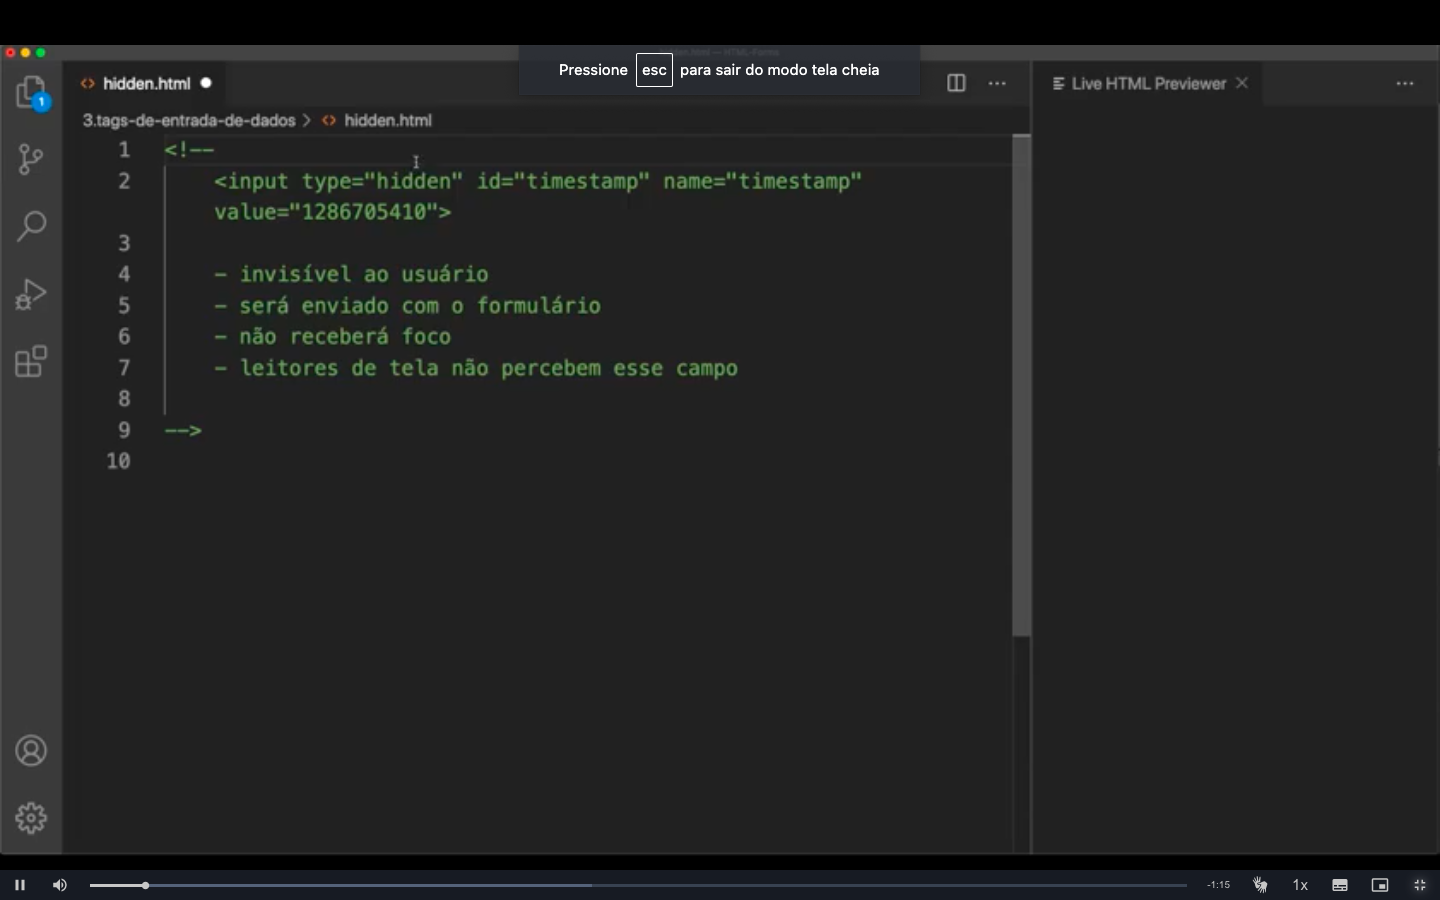 Pressione esc para sair do modo tela cheia
hidden.html
Live HTML Previewer
1
3.tags-de-entrada-de-dados > <> hidden.html
1 <!--
2 <input type="hidden" id="timestamp" name="timestamp"
value="1286705410">
3
4 - invisível ao usuário
5 - será enviado com o formulário
6 - não receberá foco
7 - leitores de tela não percebem esse campo
8
9 -->
10
-1:15
1x